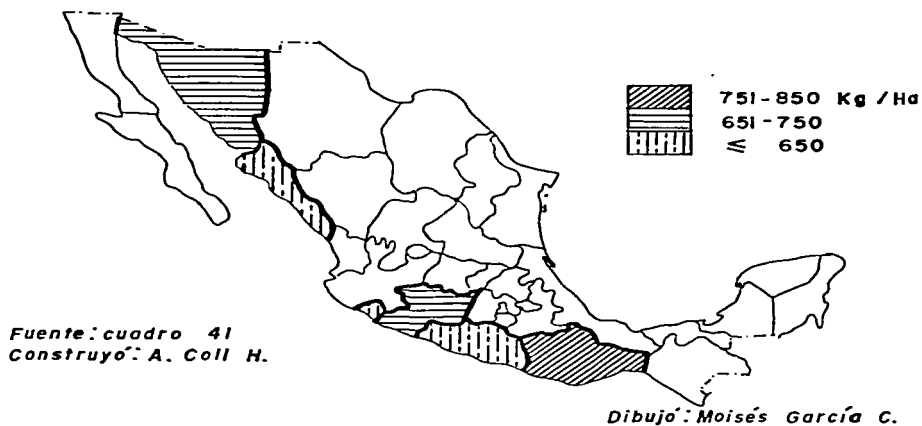 751-850 Kg/Ha
651-750
≤ 650
Fuente: cuadro 41
Construyó: A. Coll H.
Dibujó: Moisés García C.